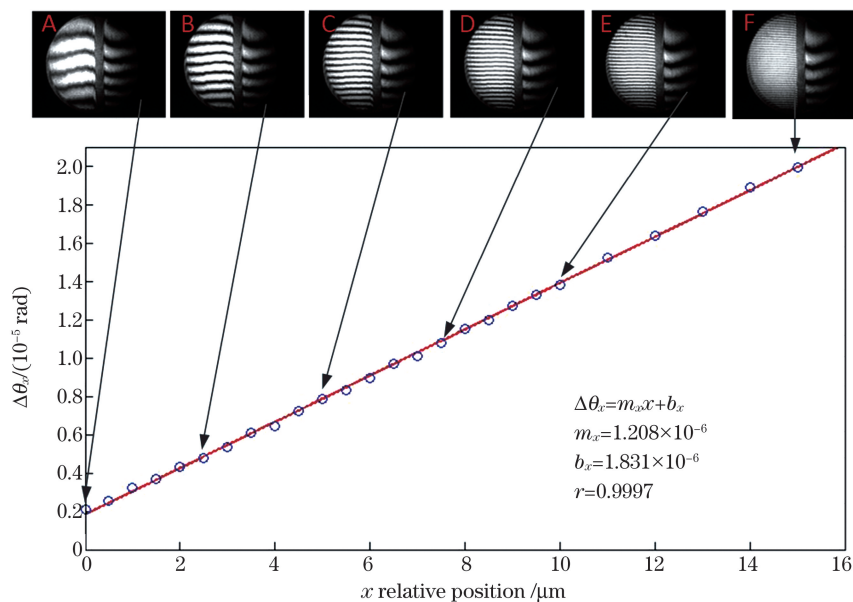 A B C D E F
2.0
1.8
1.6
1.4
1.2
1.0
0.8
0.6
0.4
0.2
0
Δθₓ/(10⁻⁵ rad)
Δθₓ=mₓx+bₓ
mₓ=1.208×10⁻⁶
bₓ=1.831×10⁻⁶
r=0.9997
0 2 4 6 8 10 12 14 16
x relative position /μm